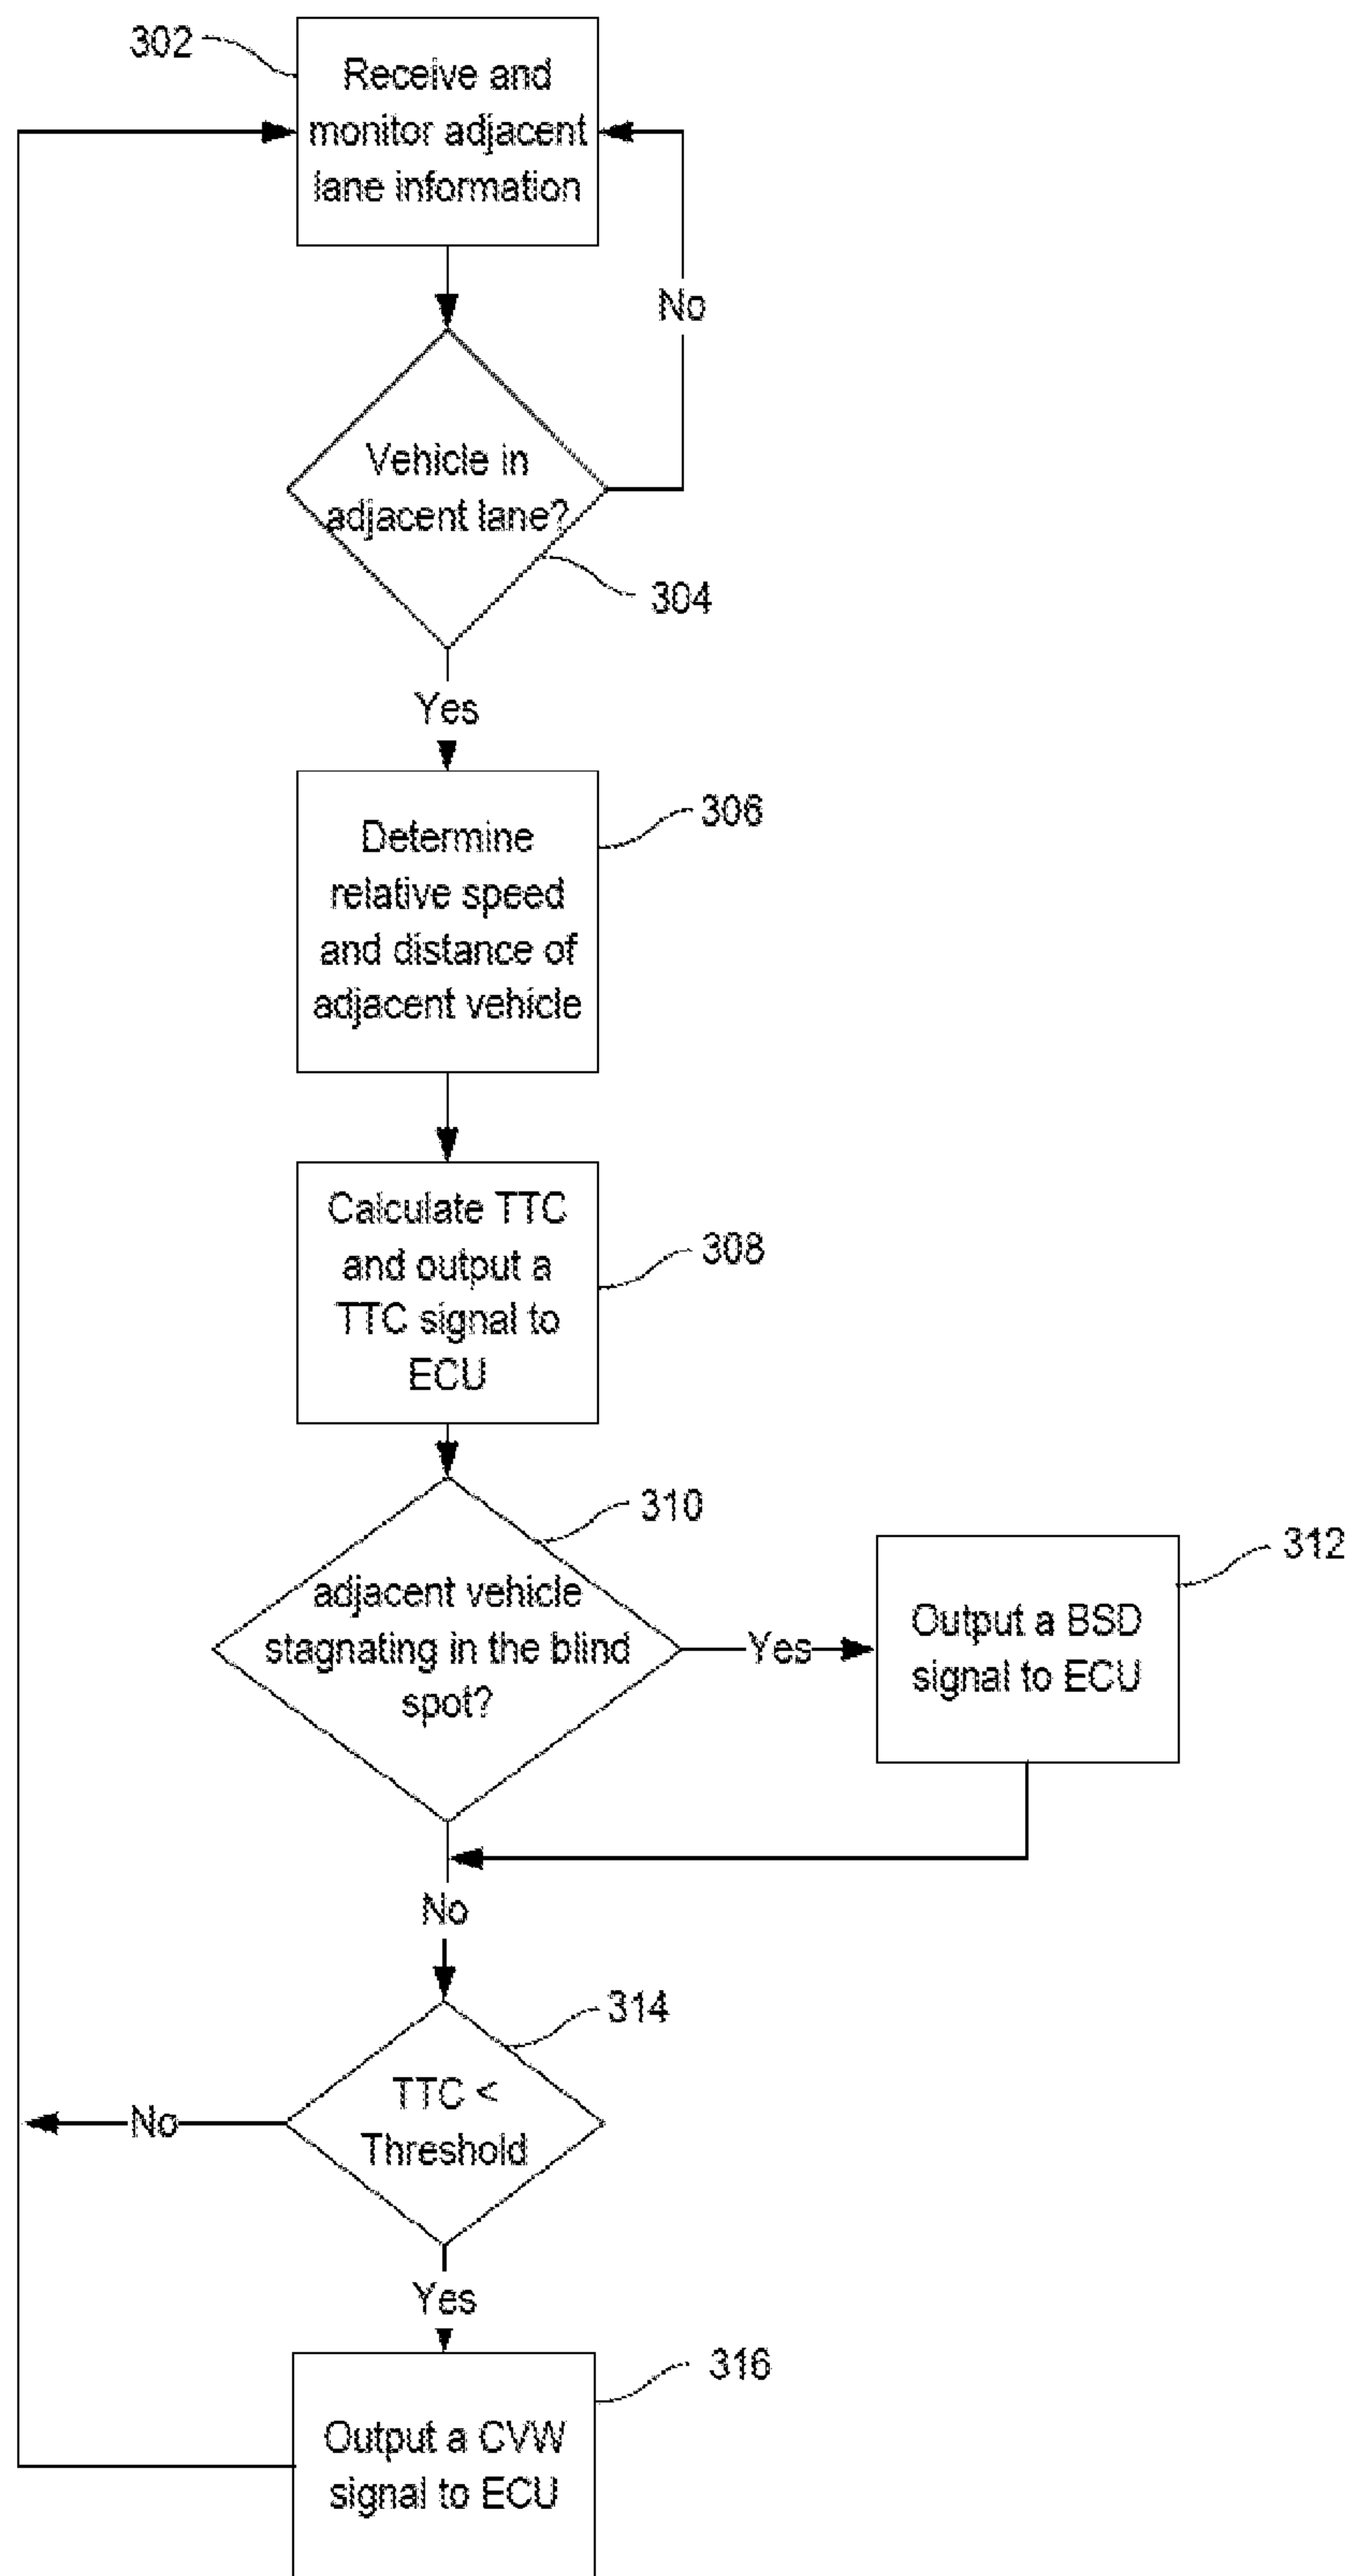 302
Receive and
monitor adjacent
lane information
No
Vehicle in
adjacent lane?
304
Yes
306
Determine
relative speed
and distance of
adjacent vehicle
Calculate TTC
and output a
TTC signal to
ECU
308
310
adjacent vehicle
stagnating in the blind
spot?
Yes
312
Output a BSD
signal to ECU
No
314
TTC <
Threshold
No
Yes
316
Output a CVW
signal to ECU